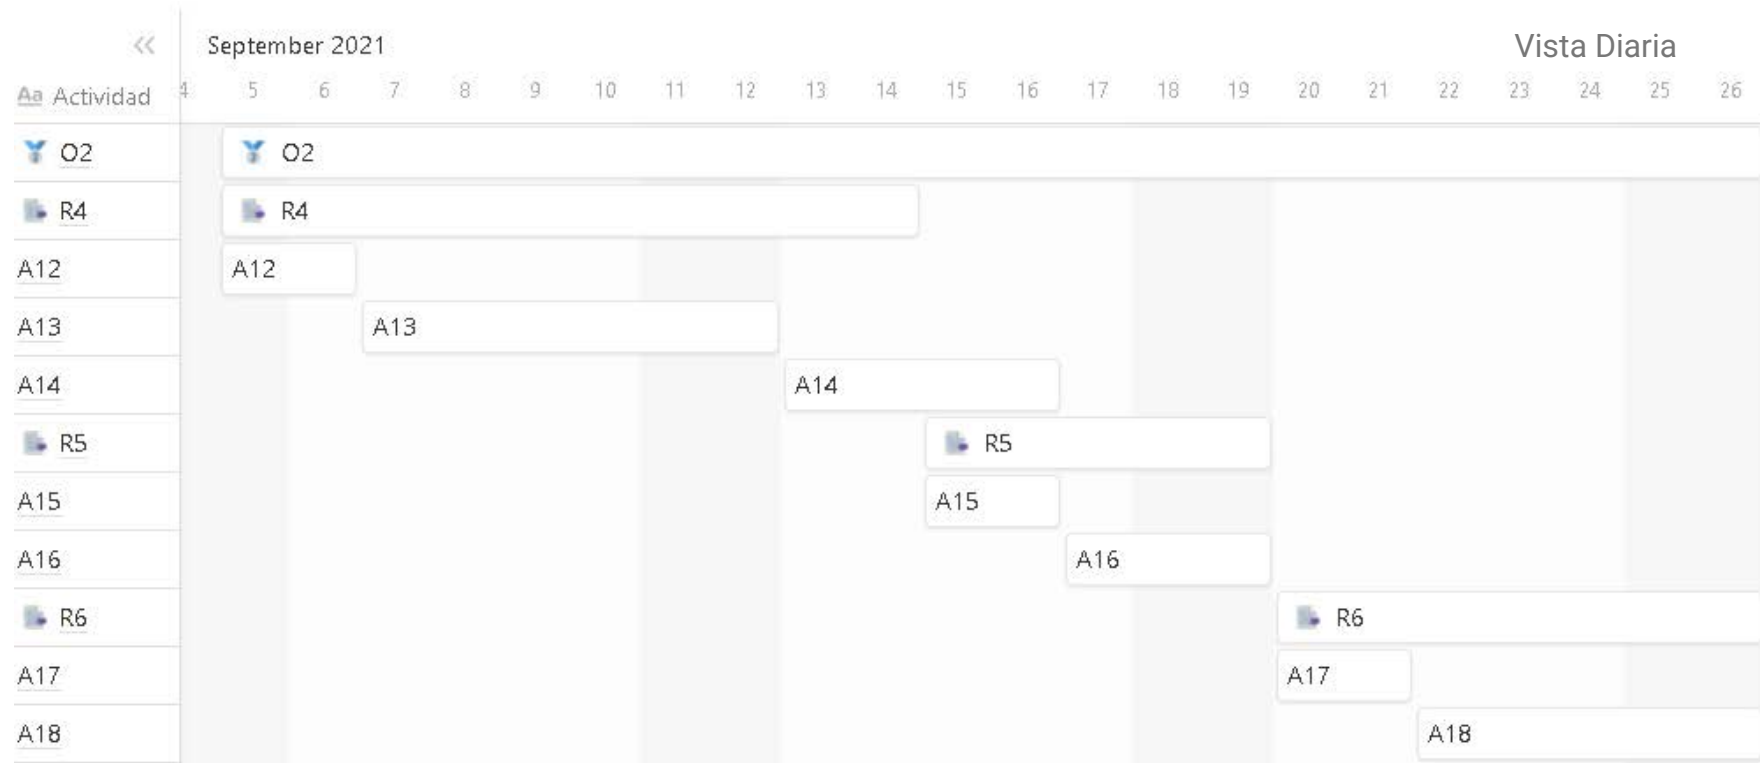 September 2021
Vista Diaria
Aa Actividad
4 5 6 7 8 9 10 11 12 13 14 15 16 17 18 19 20 21 22 23 24 25 26
O2 O2
R4 R4
A12 A12
A13 A13
A14 A14
R5 R5
A15 A15
A16 A16
R6 R6
A17 A17
A18 A18